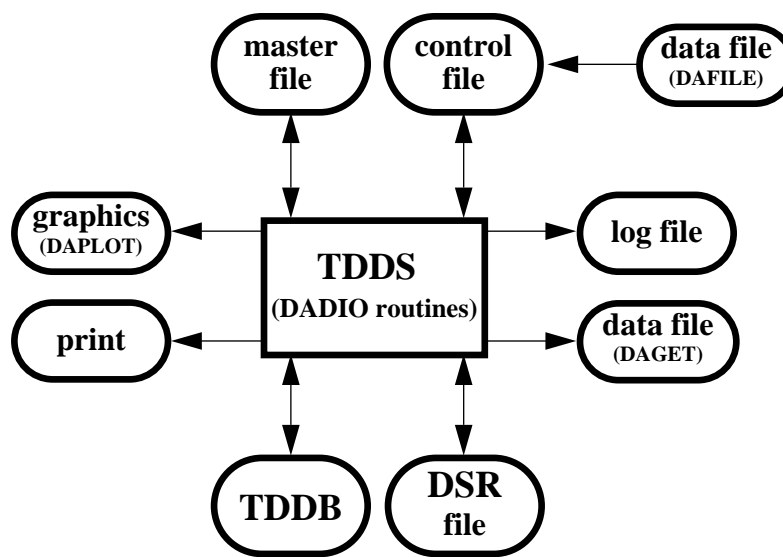 master
file
control
file
data file
(DAFILE)
graphics
(DAPLOT)
TDDS
(DADIO routines)
log file
print
data file
(DAGET)
TDDB
DSR
file